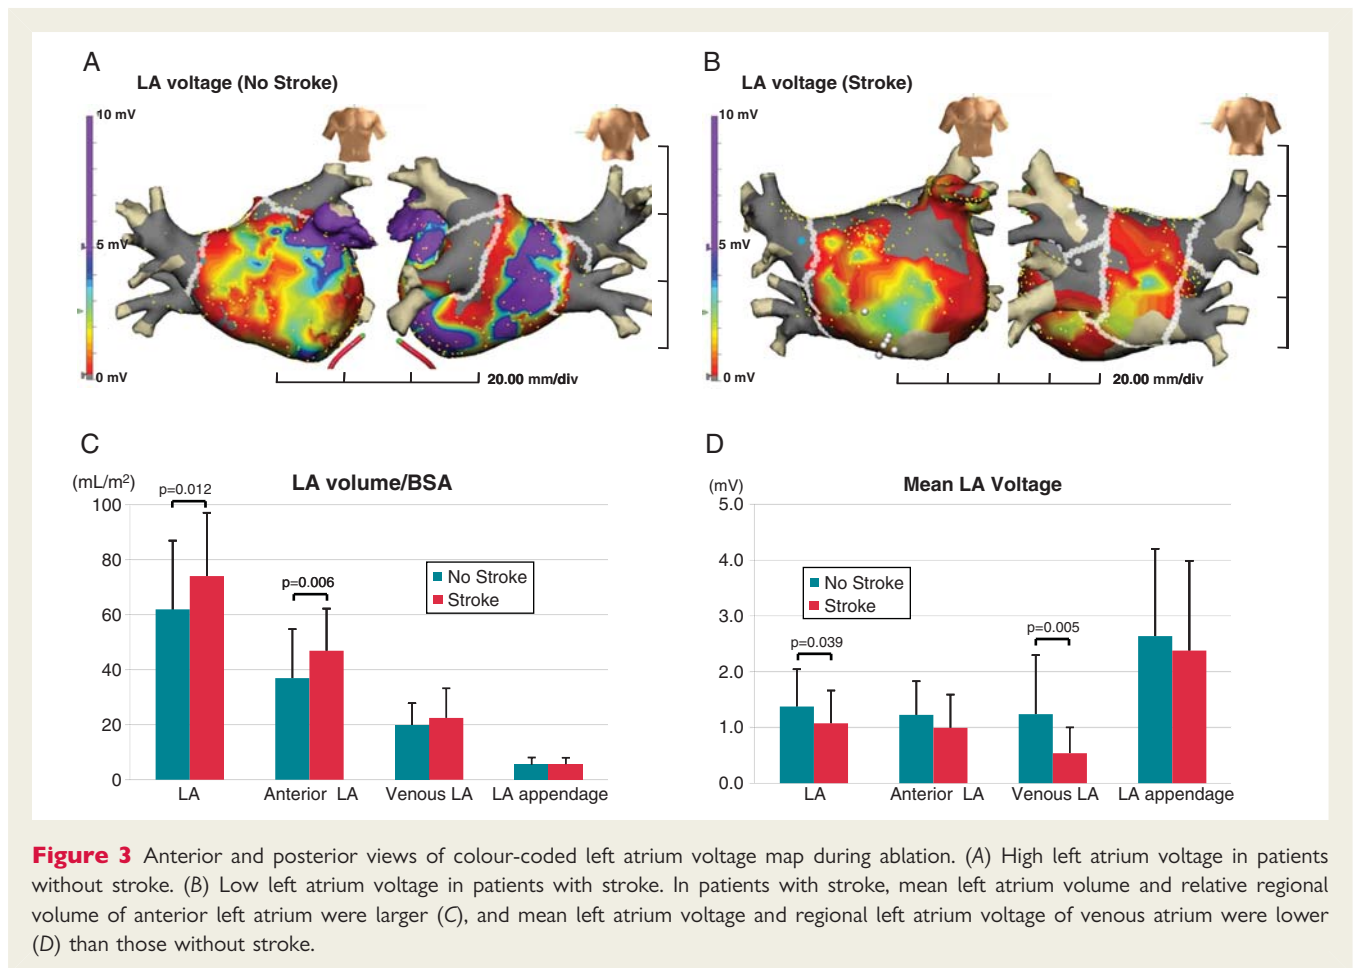 A
LA voltage (No Stroke)
10 mV
5 mV
0 mV
20.00 mm/div
B
LA voltage (Stroke)
10 mV
5 mV
0 mV
20.00 mm/div
C
(mL/m²)
LA volume/BSA
100
80
60
40
20
0
p=0.012
p=0.006
No Stroke
Stroke
LA
Anterior LA
Venous LA
LA appendage
D
(mV)
Mean LA Voltage
5.0
4.0
3.0
2.0
1.0
0.0
No Stroke
Stroke
p=0.039
p=0.005
LA
Anterior LA
Venous LA
LA appendage
Figure 3 Anterior and posterior views of colour-coded left atrium voltage map during ablation. (A) High left atrium voltage in patients
without stroke. (B) Low left atrium voltage in patients with stroke. In patients with stroke, mean left atrium volume and relative regional
volume of anterior left atrium were larger (C), and mean left atrium voltage and regional left atrium voltage of venous atrium were lower
(D) than those without stroke.